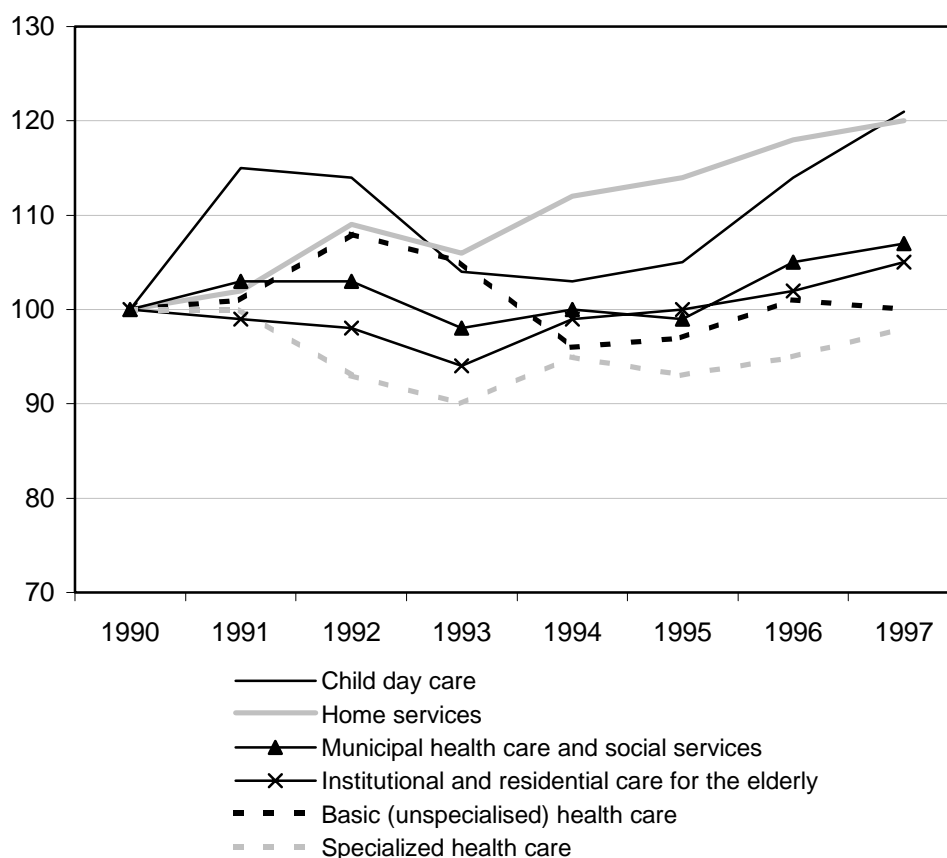 130
120
110
100
90
80
70
1990 1991 1992 1993 1994 1995 1996 1997
Child day care
Home services
Municipal health care and social services
Institutional and residential care for the elderly
Basic (unspecialised) health care
Specialized health care